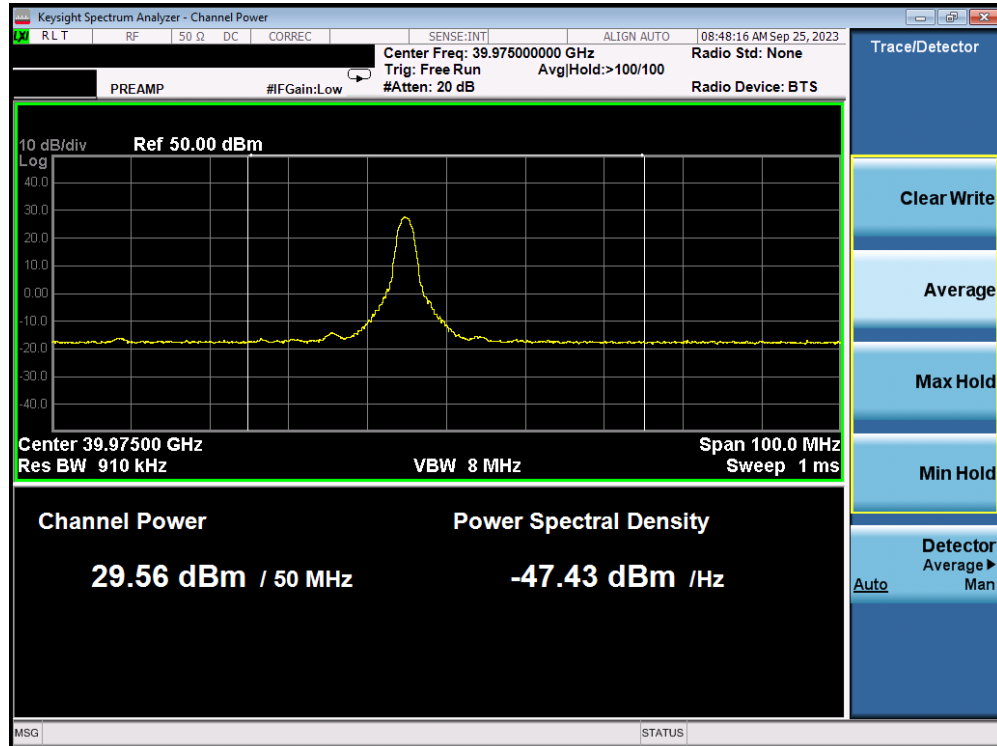 Keysight Spectrum Analyzer - Channel Power
LXI RLT RF 50 Ω DC CORREC SENSE:INT ALIGN AUTO 08:48:16 AM Sep 25, 2023
Center Freq: 39.975000000 GHz Radio Std: None
Trig: Free Run Avg|Hold:>100/100
PREAMP #IFGain:Low #Atten: 20 dB Radio Device: BTS
10 dB/div Ref 50.00 dBm
Log
40.0
30.0
20.0
10.0
0.00
-10.0
-20.0
-30.0
-40.0
Center 39.97500 GHz Span 100.0 MHz
Res BW 910 kHz VBW 8 MHz Sweep 1 ms
Channel Power Power Spectral Density
29.56 dBm / 50 MHz -47.43 dBm /Hz
Trace/Detector
Clear Write
Average
Max Hold
Min Hold
Detector
Average
Auto Man
MSG STATUS